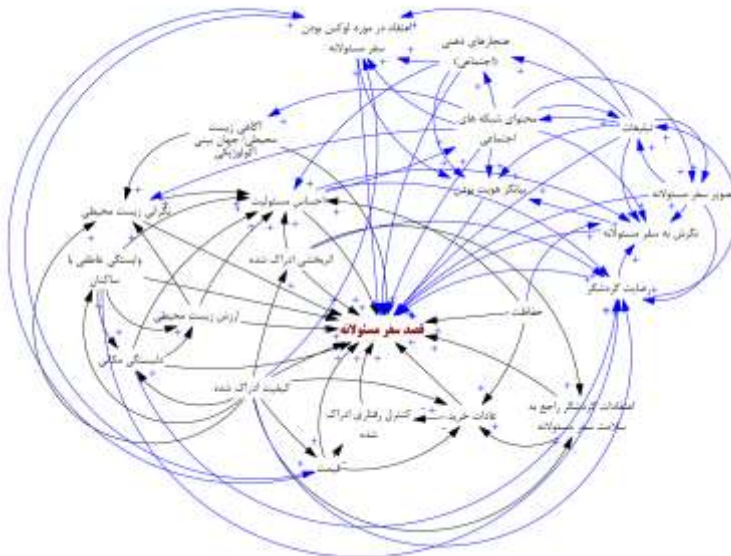 اعتقاد در مورد لوکس بودن
سفر مسئولانه
هنجارهای ذهنی
(اجتماعی)
آگاهی زیست
محیطی/جهان بینی
اکولوژیکی
محتوای شبکه های
اجتماعی
تبلیغات
نگرانی زیست محیطی
احساس مسئولیت
بیانگر هویت بودن
تصویر سفر مسئولانه
نگرش به سفر مسئولانه
وابستگی عاطفی با
ساکنان
اثربخشی ادراک شده
رضایت گردشگر
ارزش زیست محیطی
قصد سفر مسئولانه
حفاظت
دلبستگی مکانی
کیفیت ادراک شده
کنترل رفتاری ادراک
شده
عادات خرید
اعتقادات گردشگر راجع به
سلامت سفر مسئولانه
قیمت